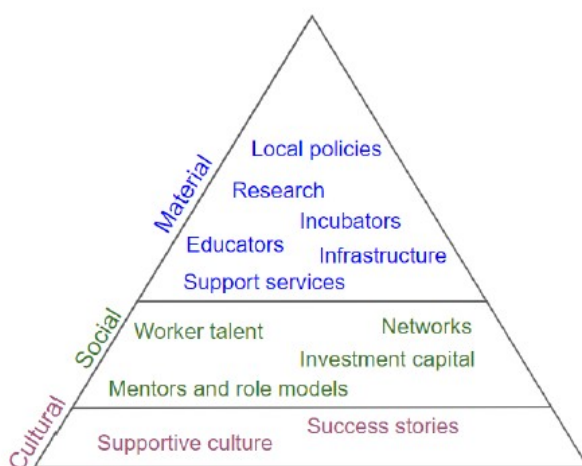 Material
Local policies
Research
Incubators
Educators
Infrastructure
Support services
Social
Worker talent
Networks
Investment capital
Mentors and role models
Cultural
Success stories
Supportive culture